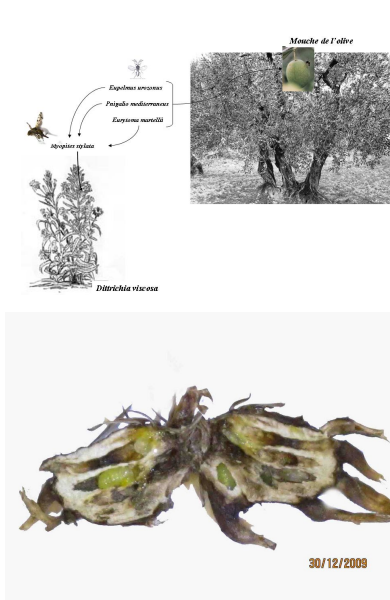 Mouche de l'olive
Eupelmus urozonus
Pnigalio mediterraneus
Eurytoma martellii
Myopites stylata
Dittrichia viscosa
30/12/2009